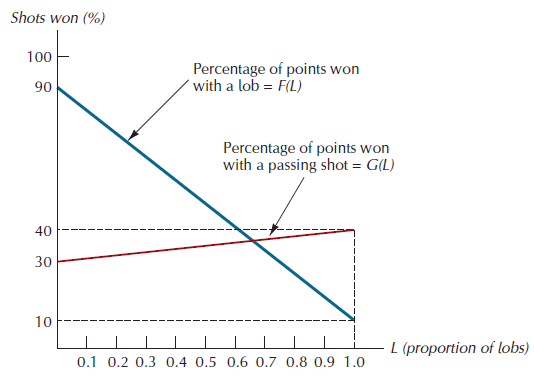 Shots won (%)
100
90
Percentage of points won
with a lob = F(L)
Percentage of points won
with a passing shot = G(L)
40
30
10
L (proportion of lobs)
0.1 0.2 0.3 0.4 0.5 0.6 0.7 0.8 0.9 1.0